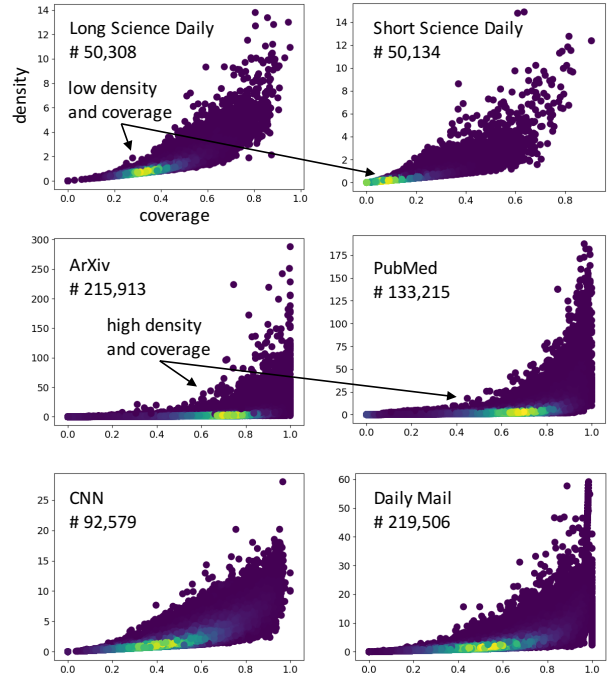 Long Science Daily
# 50,308
low density
and coverage
density
14
12
10
8
6
4
2
0
0.0 0.2 0.4 0.6 0.8 1.0
coverage
Short Science Daily
# 50,134
14
12
10
8
6
4
2
0
0.0 0.2 0.4 0.6 0.8
ArXiv
# 215,913
high density
and coverage
300
250
200
150
100
50
0
0.0 0.2 0.4 0.6 0.8 1.0
PubMed
# 133,215
175
150
125
100
75
50
25
0
0.0 0.2 0.4 0.6 0.8 1.0
CNN
# 92,579
25
20
15
10
5
0
0.0 0.2 0.4 0.6 0.8 1.0
Daily Mail
# 219,506
60
50
40
30
20
10
0
0.0 0.2 0.4 0.6 0.8 1.0